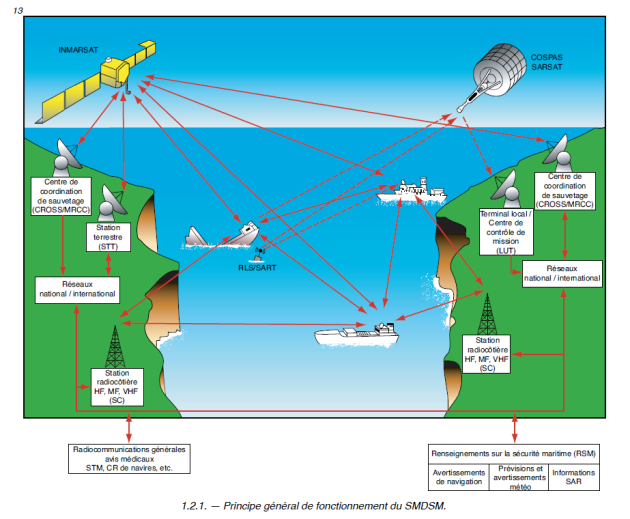 13
INMARSAT
COSPAS
SARSAT
Centre de
coordination
de sauvetage
(CROSS/MRCC)
Station
terrestre
(STT)
Réseaux
national / international
Station
radiocôtière
HF, MF, VHF
(SC)
RLS/SART
Centre de
coordination
de sauvetage
(CROSS/MRCC)
Terminal local /
Centre de
contrôle de
mission
(LUT)
Réseaux
national / international
Station
radiocôtière
HF, MF, VHF
(SC)
Radiocommunications générales
avis médicaux
STM, CR de navires, etc.
Renseignements sur la sécurité maritime (RSM)
Avertissements
de navigation
Prévisions et
avertissements
météo
Informations
SAR
1.2.1. — Principe général de fonctionnement du SMDSM.